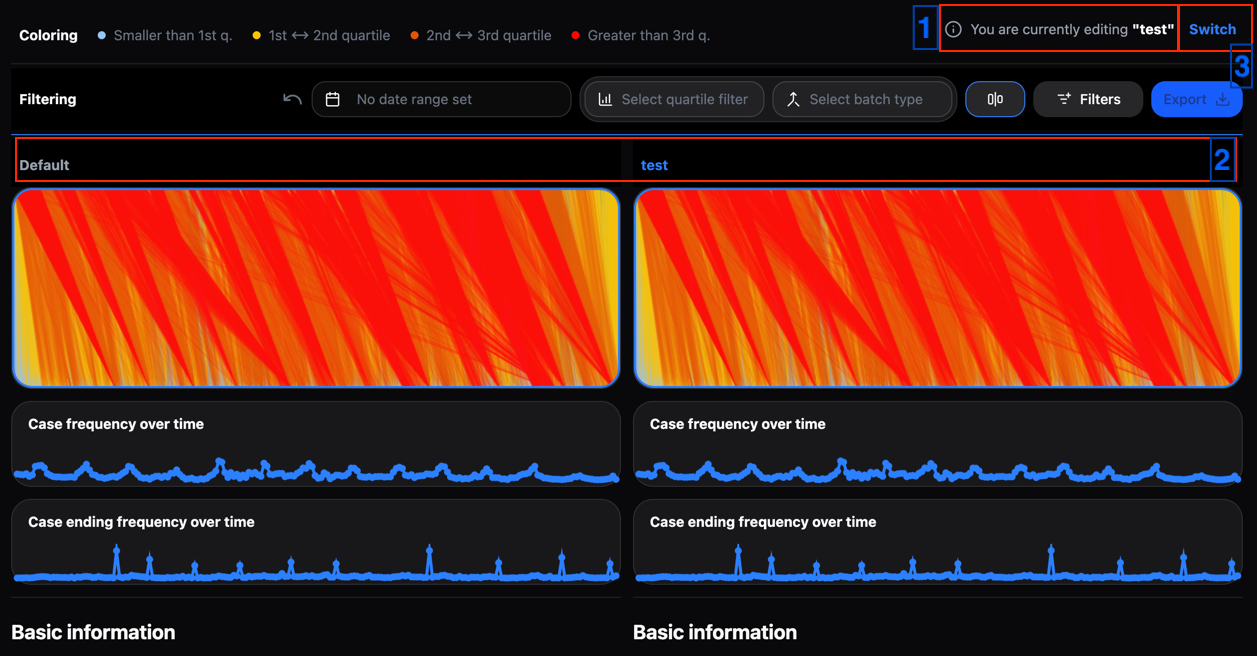 Coloring Smaller than 1st q. 1st ↔ 2nd quartile 2nd ↔ 3rd quartile Greater than 3rd q. 1 You are currently editing "test" Switch
3
Filtering No date range set Select quartile filter Select batch type Filters Export
Default test 2
Case frequency over time Case frequency over time
Case ending frequency over time Case ending frequency over time
Basic information Basic information